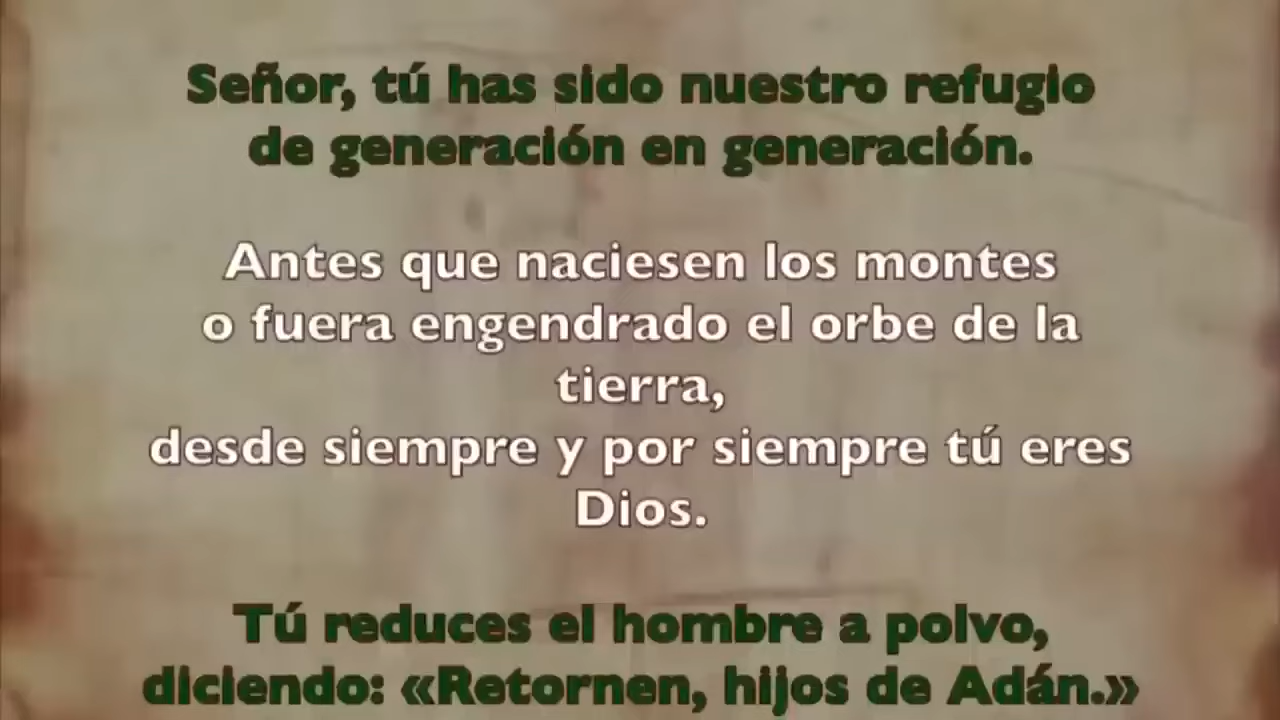 Señor, tú has sido nuestro refugio
de generación en generación.
Antes que naciesen los montes
o fuera engendrado el orbe de la
tierra,
desde siempre y por siempre tú eres
Dios.
Tú reduces el hombre a polvo,
diciendo: «Retornen, hijos de Adán.»